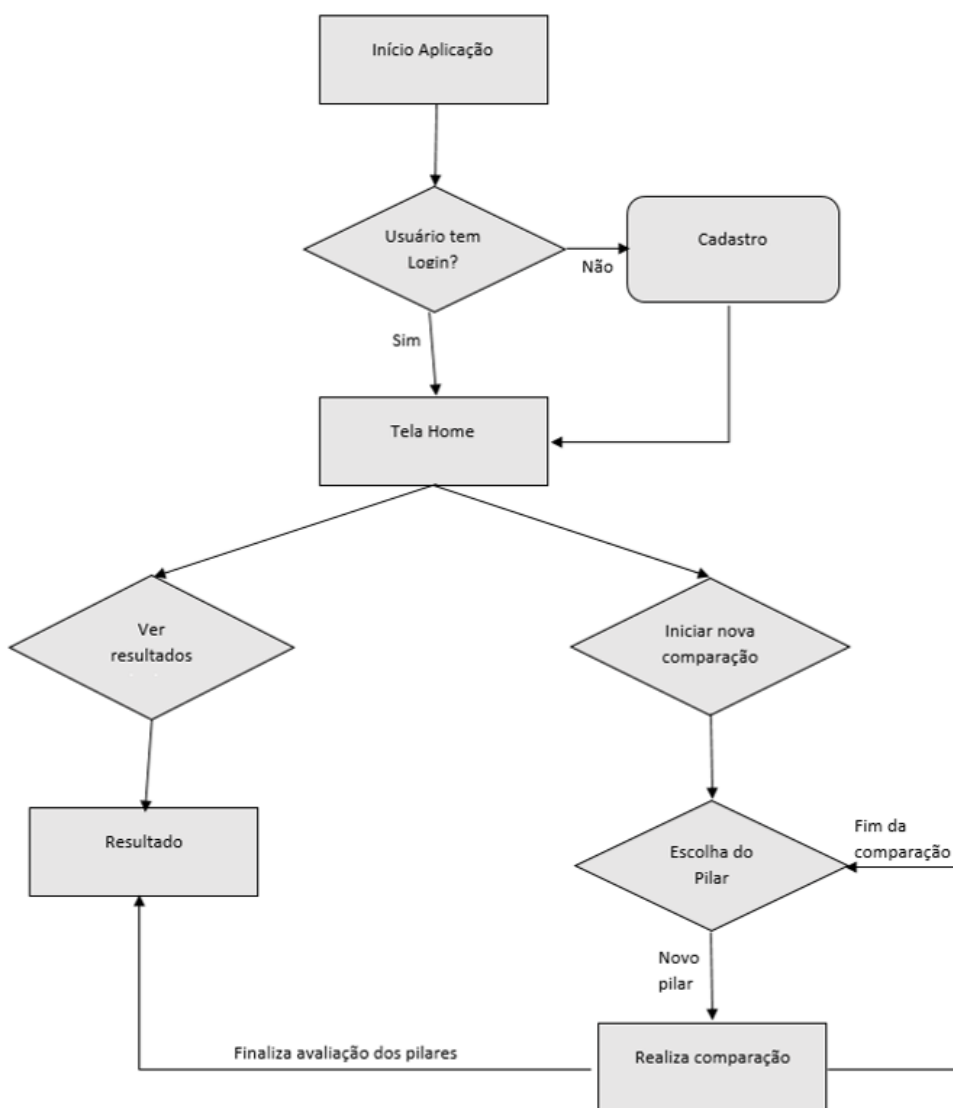 Início Aplicação
Usuário tem
Login?
Cadastro
Não
Sim
Tela Home
Ver
resultados
Iniciar nova
comparação
Resultado
Escolha do
Pilar
Fim da
comparação
Novo
pilar
Finaliza avaliação dos pilares
Realiza comparação